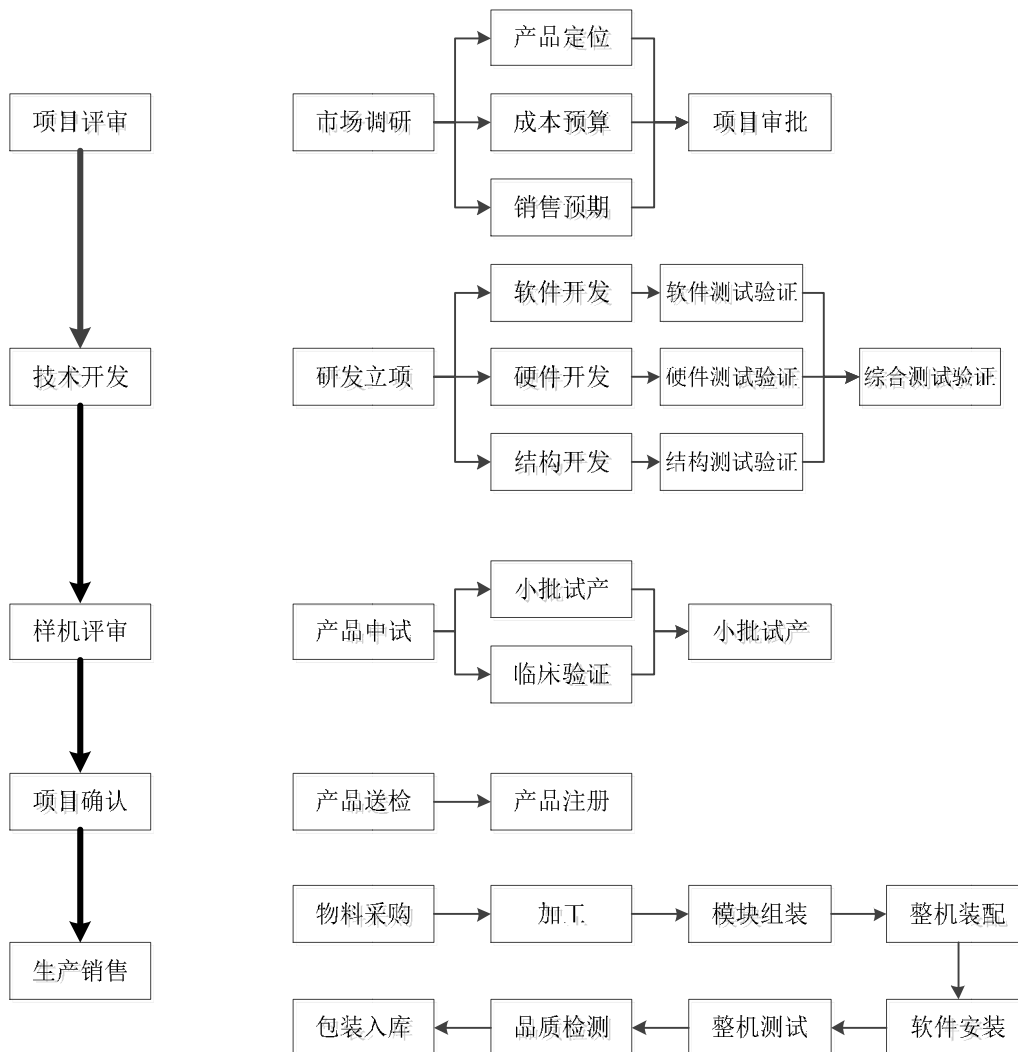 产品定位
项目评审
市场调研
成本预算
项目审批
销售预期
软件开发
软件测试验证
技术开发
研发立项
硬件开发
硬件测试验证
综合测试验证
结构开发
结构测试验证
小批试产
样机评审
产品中试
小批试产
临床验证
项目确认
产品送检
产品注册
物料采购
加工
模块组装
整机装配
生产销售
包装入库
品质检测
整机测试
软件安装